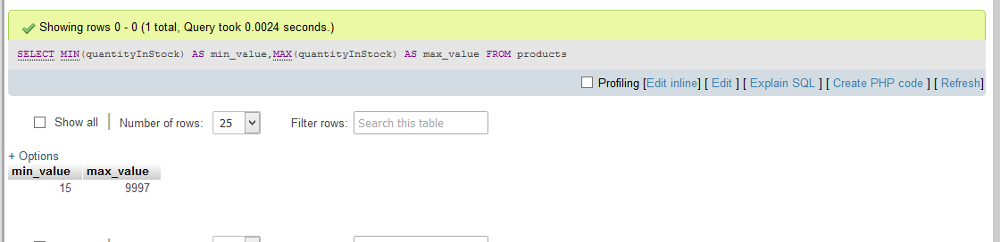 Showing rows 0 - 0 (1 total, Query took 0.0024 seconds.)
SELECT MIN(quantityInStock) AS min_value,MAX(quantityInStock) AS max_value FROM products
Profiling [Edit inline] [ Edit ] [ Explain SQL ] [ Create PHP code ] [ Refresh]
Show all Number of rows: 25 Filter rows: Search this table
+ Options
min_value max_value
15 9997